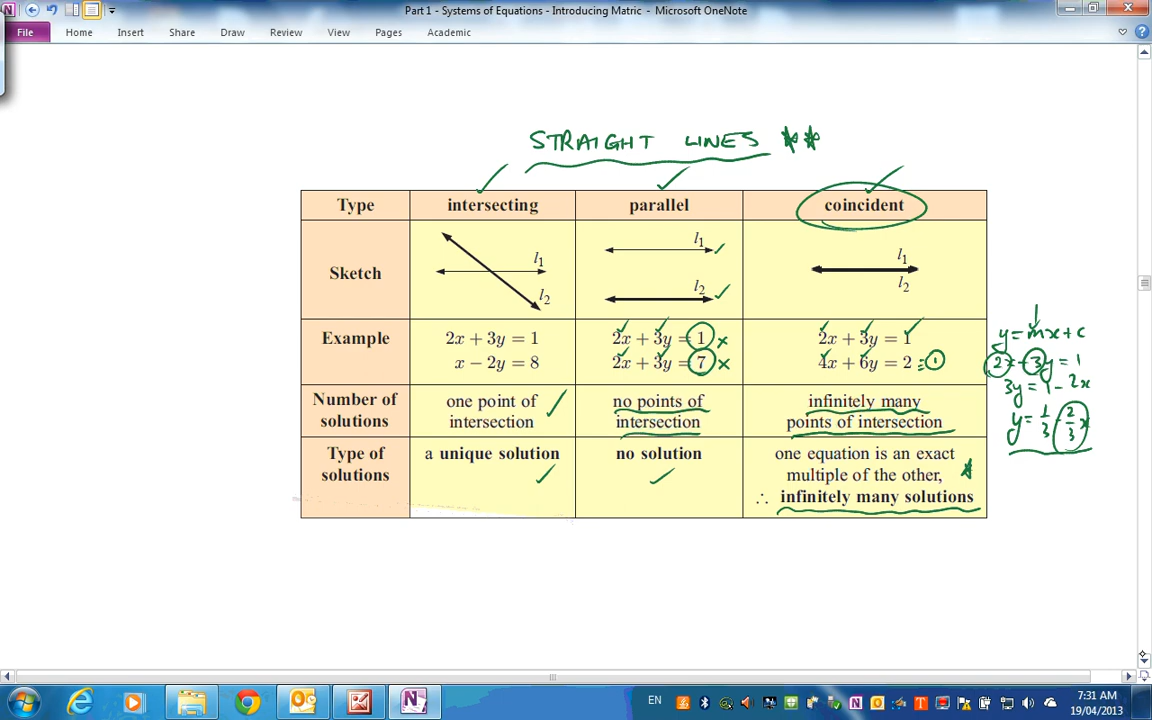 Part 1 - Systems of Equations - Introducing Matric - Microsoft OneNote
File Home Insert Share Draw Review View Pages Academic
STRAIGHT LINES **
Type intersecting parallel coincident
l₁ l₁ l₁
Sketch
l₂ l₂ l₂
Example 2x + 3y = 1 2x + 3y = 1 2x + 3y = 1
x − 2y = 8 2x + 3y = 7 4x + 6y = 2
y = mx + c
2x + 3y = 1
3y = 1 - 2x
y = 1/3 - 2/3 x
Number of solutions one point of intersection no points of intersection infinitely many points of intersection
Type of solutions a unique solution no solution one equation is an exact multiple of the other,
∴ infinitely many solutions
EN 7:31 AM
19/04/2013